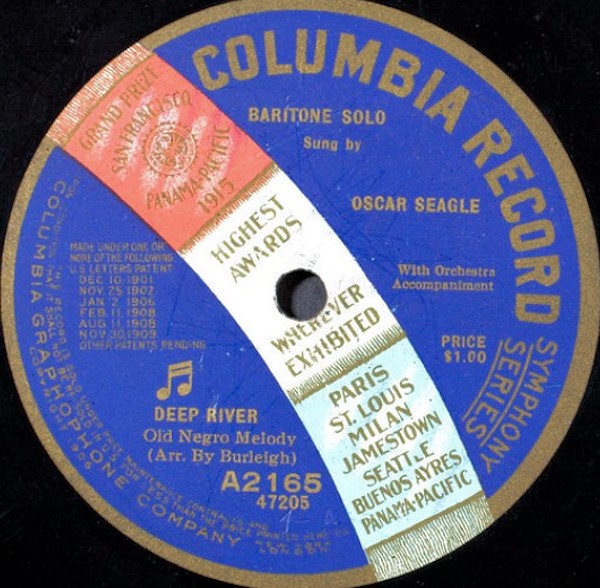 COLUMBIA RECORD
BARITONE SOLO
Sung by
OSCAR SEAGLE
With Orchestra
Accompaniment
PRICE
$1.00
SYMPHONY
SERIES
GRAND PRIZE
SAN FRANCISCO
PANAMA-PACIFIC
1915
HIGHEST
AWARDS
WHEREVER
EXHIBITED
PARIS
ST. LOUIS
MILAN
JAMESTOWN
SEATTLE
BUENOS AYRES
PANAMA-PACIFIC
MADE UNDER ONE OR
MORE OF THE FOLLOWING
U.S. LETTERS PATENT
DEC. 10, 1901
NOV. 25, 1902
JAN. 2, 1906
FEB. 11, 1908
AUG. 11, 1908
NOV. 30, 1909
OTHER PATENTS PENDING
DEEP RIVER
Old Negro Melody
(Arr. By Burleigh)
A2165
47205
COLUMBIA GRAPHOPHONE COMPANY